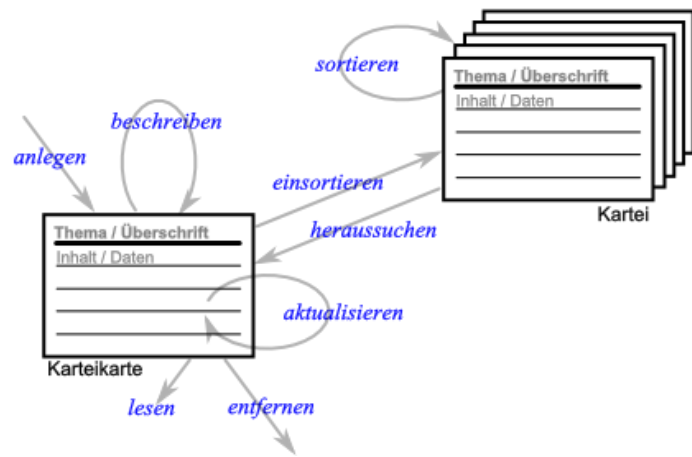 sortieren
Thema / Überschrift
Inhalt / Daten
Kartei
beschreiben
anlegen
einsortieren
heraussuchen
Thema / Überschrift
Inhalt / Daten
aktualisieren
Karteikarte
lesen
entfernen